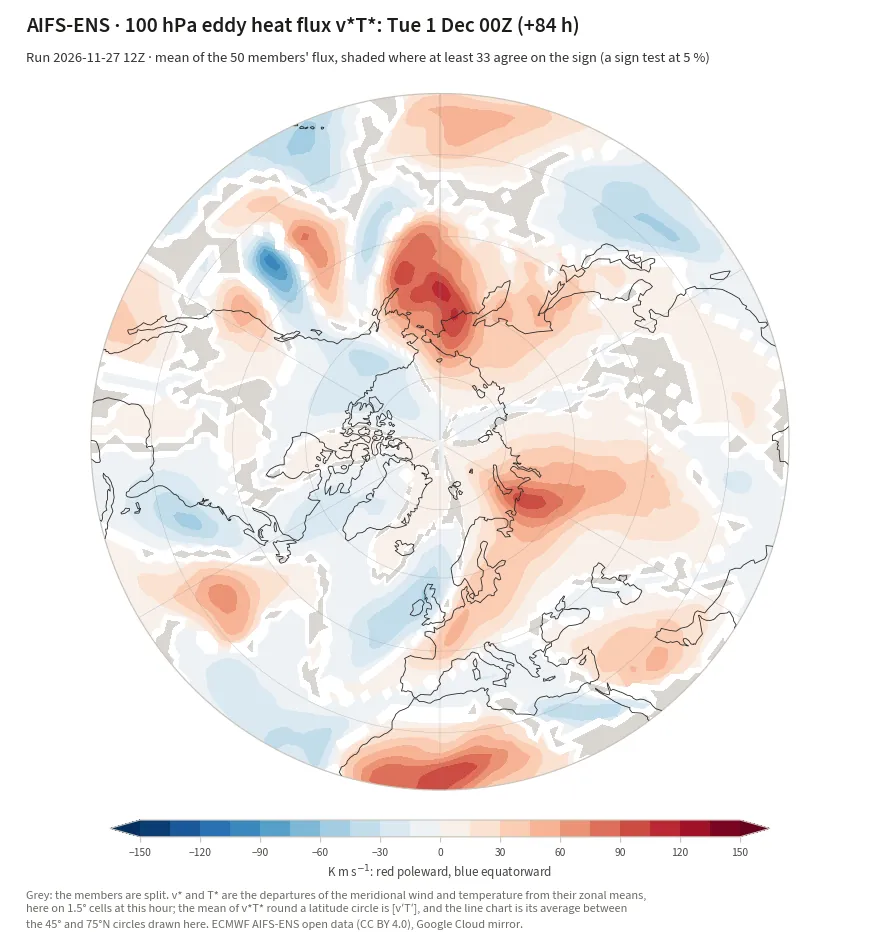 AIFS-ENS · 100 hPa eddy heat flux v*T*: Tue 1 Dec 00Z (+84 h)
Run 2026-11-27 12Z · mean of the 50 members' flux, shaded where at least 33 agree on the sign (a sign test at 5 %)
−150 −120 −90 −60 −30 0 30 60 90 120 150
K m s⁻¹: red poleward, blue equatorward
Grey: the members are split. v* and T* are the departures of the meridional wind and temperature from their zonal means,
here on 1.5° cells at this hour; the mean of v*T* round a latitude circle is [v′T′], and the line chart is its average between
the 45° and 75°N circles drawn here. ECMWF AIFS-ENS open data (CC BY 4.0), Google Cloud mirror.